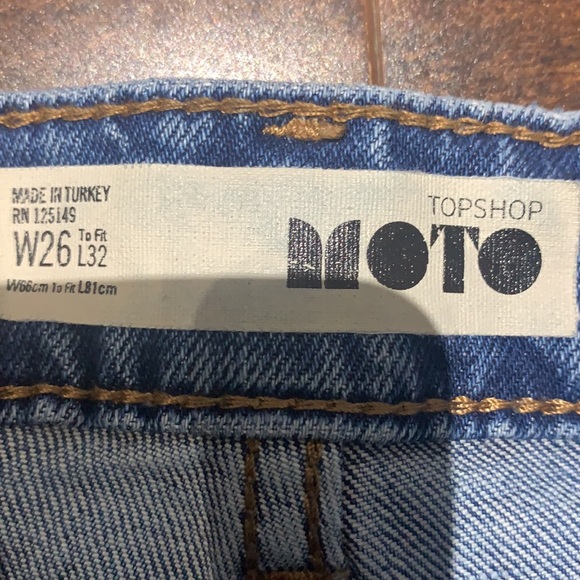 MADE IN TURKEY
RN 125149
W26 To Fit L32
W66cm To Fit L81cm
TOPSHOP
MOTO